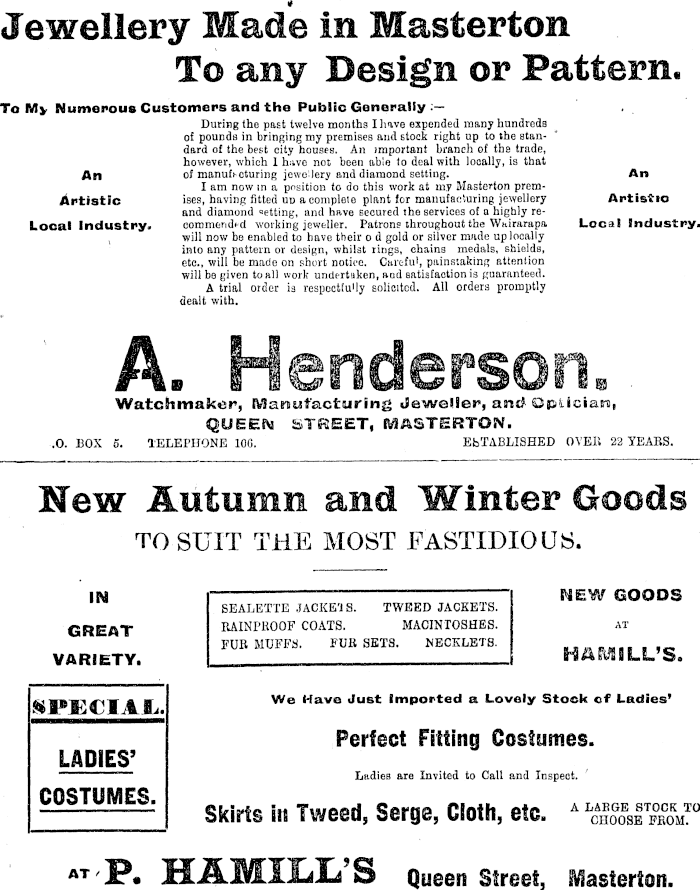 Jewellery Made in Masterton
To any Design or Pattern.
To My Numerous Customers and the Public Generally :—
During the past twelve months I have expended many hundreds
of pounds in bringing my premises and stock right up to the stan-
dard of the best city houses. An important branch of the trade,
however, which I have not been able to deal with locally, is that
of manufacturing jewellery and diamond setting.
I am now in a position to do this work at my Masterton prem-
ises, having fitted up a complete plant for manufacturing jewellery
and diamond setting, and have secured the services of a highly re-
commended working jeweller. Patrons throughout the Wairarapa
will now be enabled to have their old gold or silver made up locally
into any pattern or design, whilst rings, chains medals, shields,
etc., will be made on short notice. Careful, painstaking attention
will be given to all work undertaken, and satisfaction is guaranteed.
A trial order is respectfully solicited. All orders promptly
dealt with.
An
Artistic
Local Industry.
An
Artistic
Local Industry.
A. Henderson,
Watchmaker, Manufacturing Jeweller, and Optician,
QUEEN STREET, MASTERTON.
.O. BOX 5. TELEPHONE 106. ESTABLISHED OVER 22 YEARS.
New Autumn and Winter Goods
TO SUIT THE MOST FASTIDIOUS.
IN
GREAT
VARIETY.
SEALETTE JACKETS. TWEED JACKETS.
RAINPROOF COATS. MACINTOSHES.
FUR MUFFS. FUR SETS. NECKLETS.
NEW GOODS
AT
HAMILL'S.
SPECIAL.
LADIES'
COSTUMES.
We Have Just Imported a Lovely Stock of Ladies'
Perfect Fitting Costumes.
Ladies are Invited to Call and Inspect.
Skirts in Tweed, Serge, Cloth, etc.
A LARGE STOCK TO
CHOOSE FROM.
AT P. HAMILL'S Queen Street, Masterton.